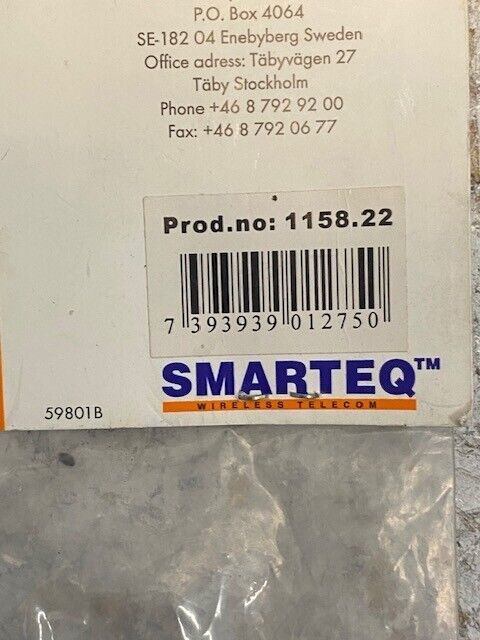 P.O. Box 4064
SE-182 04 Enebyberg Sweden
Office adress: Täbyvägen 27
Täby Stockholm
Phone +46 8 792 92 00
Fax: +46 8 792 06 77
Prod.no: 1158.22
7 393939 012750
SMARTEQ™
WIRELESS TELECOM
59801B